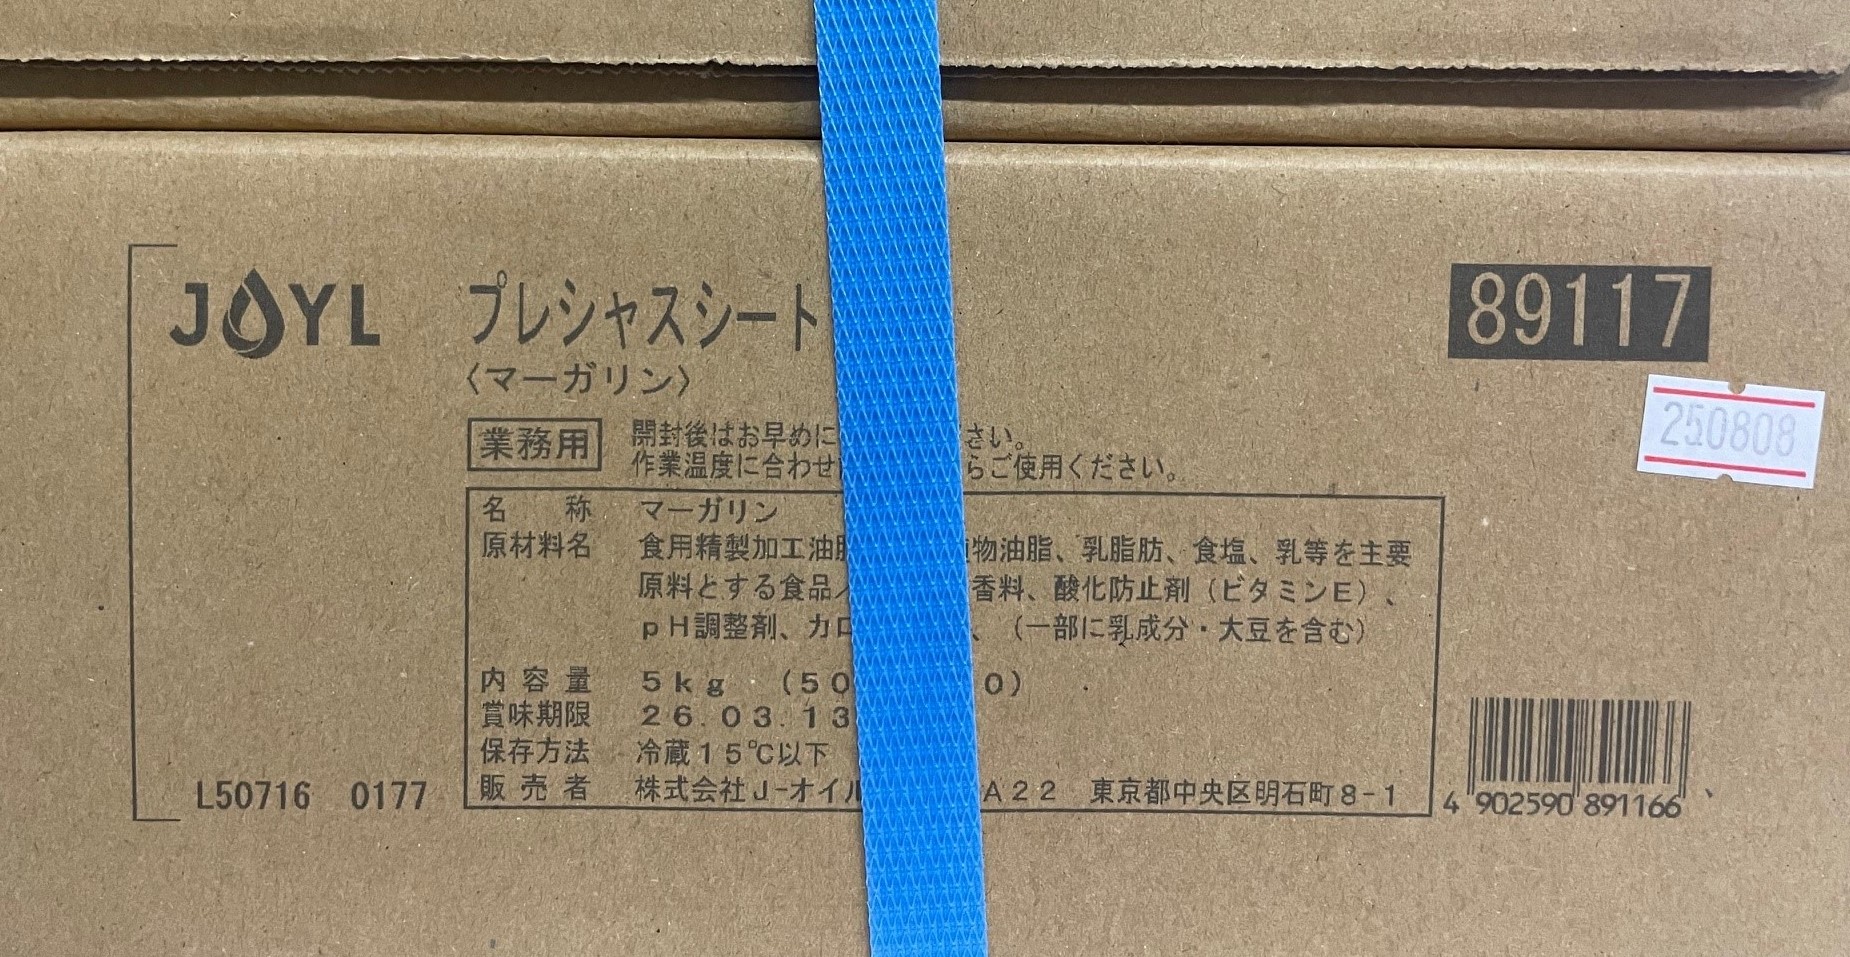 JOYL
プレシャスシート
〈マーガリン〉
89117
250808
業務用
開封後はお早めに さい。
作業温度に合わせ らご使用ください。
名 称 マーガリン
原材料名 食用精製加工油脂 物油脂、乳脂肪、食塩、乳等を主要
原料とする食品／ 香料、酸化防止剤（ビタミンE）、
pH調整剤、カロ 、（一部に乳成分・大豆を含む）
内容量 5kg （50 0）
賞味期限 26.03.13
保存方法 冷蔵15℃以下
販売者 株式会社J-オイル A22 東京都中央区明石町8-1
L50716 0177
4 902590 891166